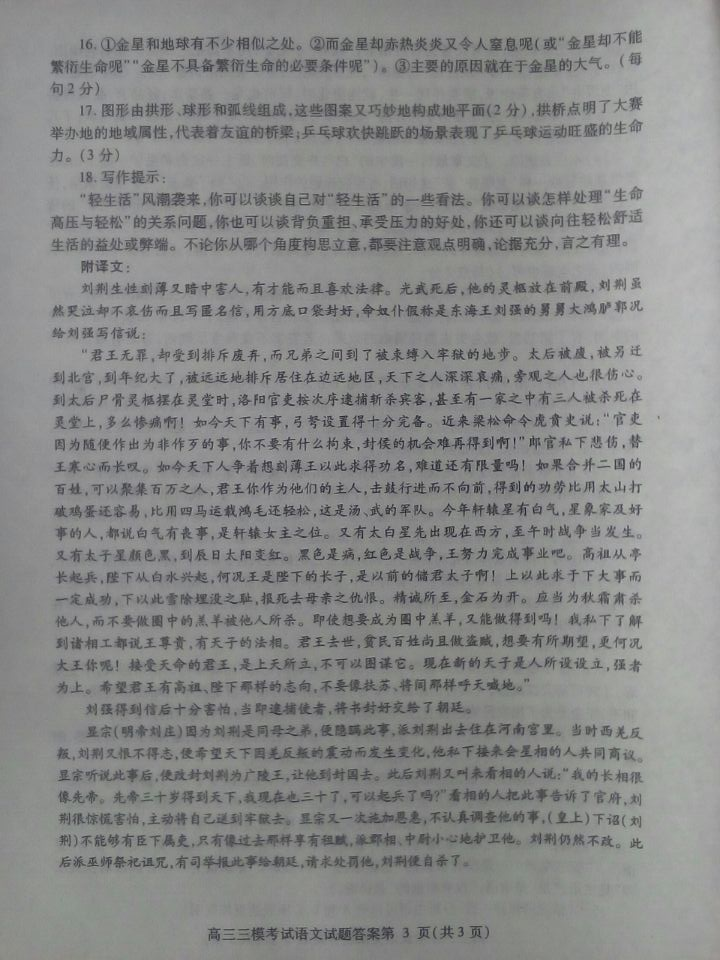 16. ①金星和地球有不少相似之处。②而金星却赤热炎炎又令人窒息呢(或“金星却不能
繁衍生命呢”“金星不具备繁衍生命的必要条件呢”)。③主要的原因就在于金星的大气。(每
句2分)
17. 图形由拱形、球形和弧线组成,这些图案又巧妙地构成地平面(2分),拱桥点明了大赛
举办地的地域属性,代表着友谊的桥梁;乒乓球欢快跳跃的场景表现了乒乓球运动旺盛的生命
力。(3分)
18. 写作提示:
“轻生活”风潮袭来,你可以谈谈自己对“轻生活”的一些看法。你可以谈怎样处理“生命
高压与轻松”的关系问题,你也可以谈背负重担、承受压力的好处,你还可以谈向往轻松舒适
生活的益处或弊端。不论你从哪个角度构思立意,都要注意观点明确,论据充分,言之有理。
附译文:
刘荆生性刻薄又暗中害人,有才能而且喜欢法律。光武死后,他的灵柩放在前殿,刘荆虽
然哭泣却不哀伤而且写匿名信,用方底口袋封好,命奴仆假称是东海王刘强的舅舅大鸿胪郭况
给刘强写信说:
“君王无罪,却受到排斥废弃,而兄弟之间到了被束缚入牢狱的地步。太后被废,被另迁
到北宫,到年纪大了,被远远地排斥居住在边远地区,天下之人深深哀痛,旁观之人也很伤心。
到太后尸骨灵柩摆在灵堂时,洛阳官吏按次序逮捕斩杀宾客,甚至有一家之中有三人被杀死在
灵堂上,多么惨痛啊!如今天下有事,弓弩设置得十分完备。近来梁松命令虎贲吏说:“官吏
因为随便作出为非作歹的事,你不要有什么拘束,封侯的机会难再得到啊!”郎官私下悲伤,替
王寒心而长叹。如今天下人争着想刻薄王以此求得功名,难道还有限量吗!如果合并二国的
百姓,可以聚集百万之人,君王你作为他们的主人,击鼓行进而不向前,得到的功劳比用太山打
破鸡蛋还容易,比用四马运载鸿毛还轻松,这是汤、武的军队。今年轩辕星有白气,星象家及好
事的人,都说白气有丧事,是轩辕女主之位。又有太白星先出现在西方,至午时战争当发生。
又有太子星颜色黑,到辰日太阳变红。黑色是病,红色是战争,王努力完成事业吧。高祖从亭
长起兵,陛下从白水兴起,何况王是陛下的长子,是以前的储君太子啊!上以此求于下大事而
一定成功,下以此雪除埋没之耻,报死去母亲之仇恨。精诚所至,金石为开。应当为秋霜肃杀
他人,而不要做圈中的羔羊被他人所杀。即使想要成为圈中羔羊,又能做得到吗!我私下了解
到诸相工都说王尊贵,有天子的法相。君王去世,贫民百姓尚且做盗贼,想要有所期望,更何况
大王你呢!接受天命的君王,是上天所立,不可以图谋它。现在新的天子是人所设设立,强者
为上。希望君王有高祖、陛下那样的志向,不要像扶苏、将闾那样呼天喊地。”
刘强得到信后十分害怕,当即逮捕使者,将书封好交给了朝廷。
显宗(明帝刘庄)因为刘荆是同母之弟,便隐瞒此事,派刘荆出去住在河南宫里。当时西羌反
叛,刘荆又恨不得志,便希望天下因羌反叛的震动而发生变化,他私下接来会星相的人共同商议。
显宗听说此事后,便改封刘荆为广陵王,让他到封国去。此后刘荆又叫来看相的人说:“我的长相很
像先帝。先帝三十岁得到天下,我现在也三十了,可以起兵了吗?”看相的人把此事告诉了官府,刘
荆很惊慌害怕,主动将自己送到牢狱去。显宗又一次施加恩惠,不认真调查他的事,(皇上)下诏(刘
荆)不能够有臣下属吏,只有像过去那样享有租赋,派郡相、中尉小心地护卫他。刘荆仍然不改。此
后派巫师祭祀诅咒,有司举报此事给朝廷,请求处罚他,刘荆便自杀了。
高三三模考试语文试题答案第 3 页(共3页)